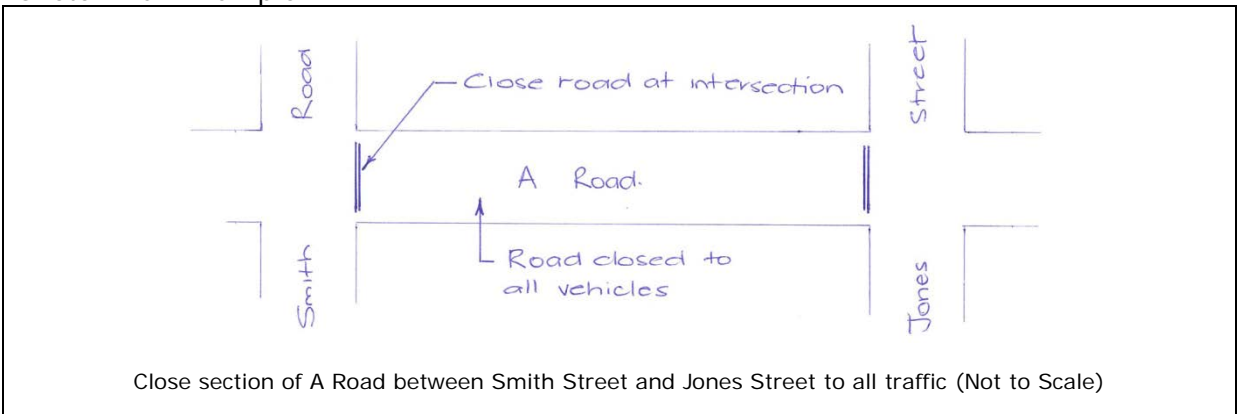 Road
Street
Close road at intersection
A Road.
Road closed to
all vehicles
Smith
Jones
Close section of A Road between Smith Street and Jones Street to all traffic (Not to Scale)